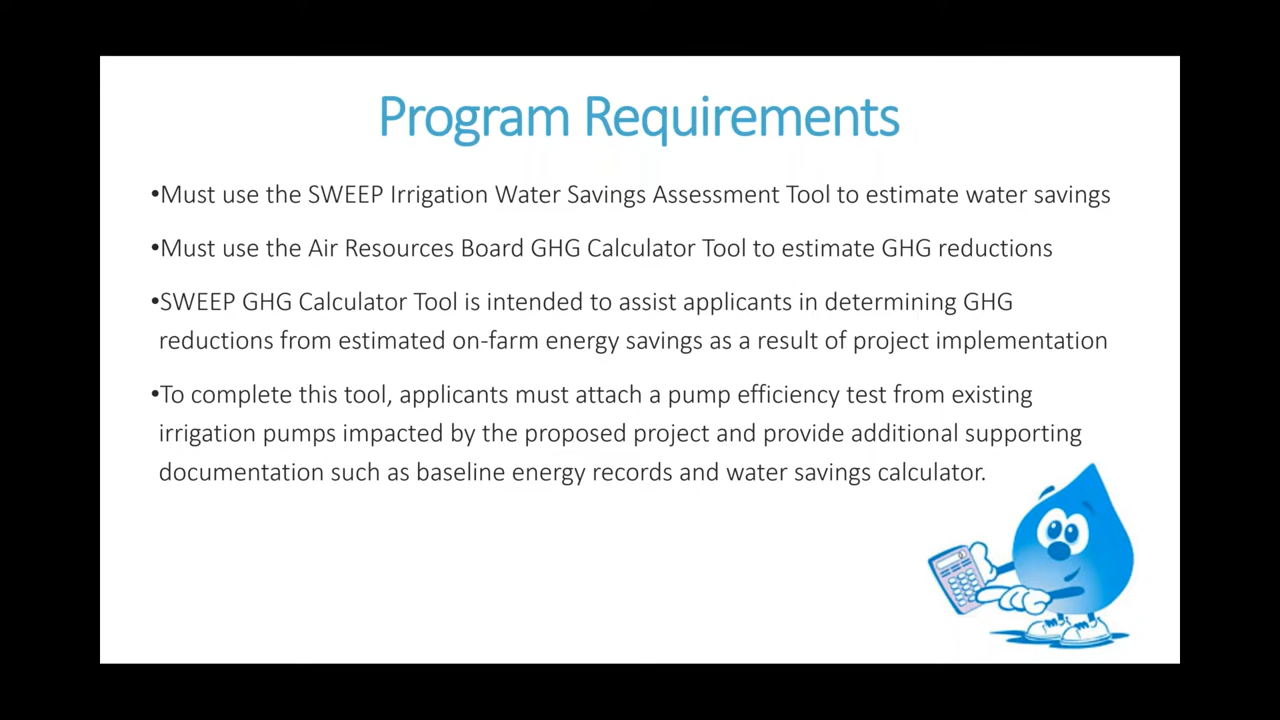 Program Requirements
•Must use the SWEEP Irrigation Water Savings Assessment Tool to estimate water savings
•Must use the Air Resources Board GHG Calculator Tool to estimate GHG reductions
•SWEEP GHG Calculator Tool is intended to assist applicants in determining GHG
reductions from estimated on-farm energy savings as a result of project implementation
•To complete this tool, applicants must attach a pump efficiency test from existing
irrigation pumps impacted by the proposed project and provide additional supporting
documentation such as baseline energy records and water savings calculator.